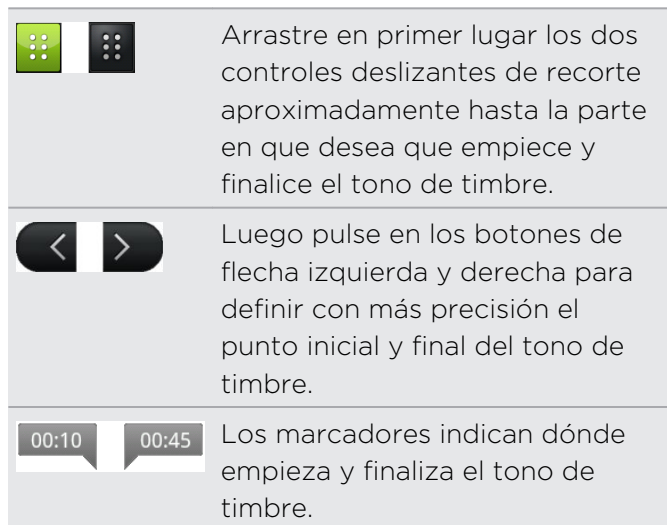 Arrastre en primer lugar los dos
controles deslizantes de recorte
aproximadamente hasta la parte
en que desea que empiece y
finalice el tono de timbre.
Luego pulse en los botones de
flecha izquierda y derecha para
definir con más precisión el
punto inicial y final del tono de
timbre.
00:10 00:45 Los marcadores indican dónde
empieza y finaliza el tono de
timbre.